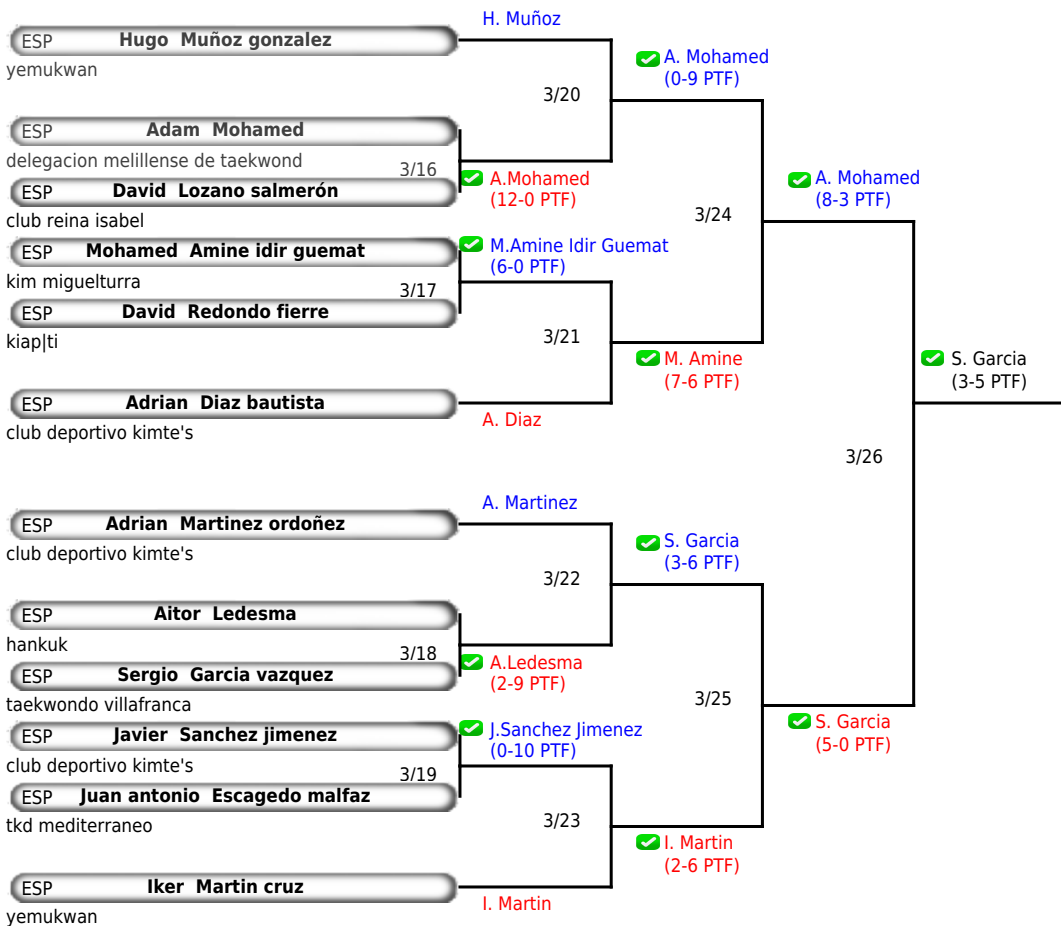 H. Muñoz
ESP Hugo Muñoz gonzalez
yemukwan
A. Mohamed
(0-9 PTF)
3/20
ESP Adam Mohamed
delegacion melillense de taekwond
3/16
A.Mohamed
(12-0 PTF)
ESP David Lozano salmerón
club reina isabel
A. Mohamed
(8-3 PTF)
3/24
ESP Mohamed Amine idir guemat
kim miguelturra
M.Amine Idir Guemat
(6-0 PTF)
3/17
ESP David Redondo fierre
kiap|ti
3/21
M. Amine
(7-6 PTF)
S. Garcia
(3-5 PTF)
ESP Adrian Diaz bautista
club deportivo kimte's
A. Diaz
3/26
A. Martinez
ESP Adrian Martinez ordoñez
club deportivo kimte's
S. Garcia
(3-6 PTF)
3/22
ESP Aitor Ledesma
hankuk
3/18
A.Ledesma
(2-9 PTF)
ESP Sergio Garcia vazquez
taekwondo villafranca
3/25
S. Garcia
(5-0 PTF)
ESP Javier Sanchez jimenez
club deportivo kimte's
J.Sanchez Jimenez
(0-10 PTF)
3/19
ESP Juan antonio Escagedo malfaz
tkd mediterraneo
3/23
I. Martin
(2-6 PTF)
ESP Iker Martin cruz
yemukwan
I. Martin